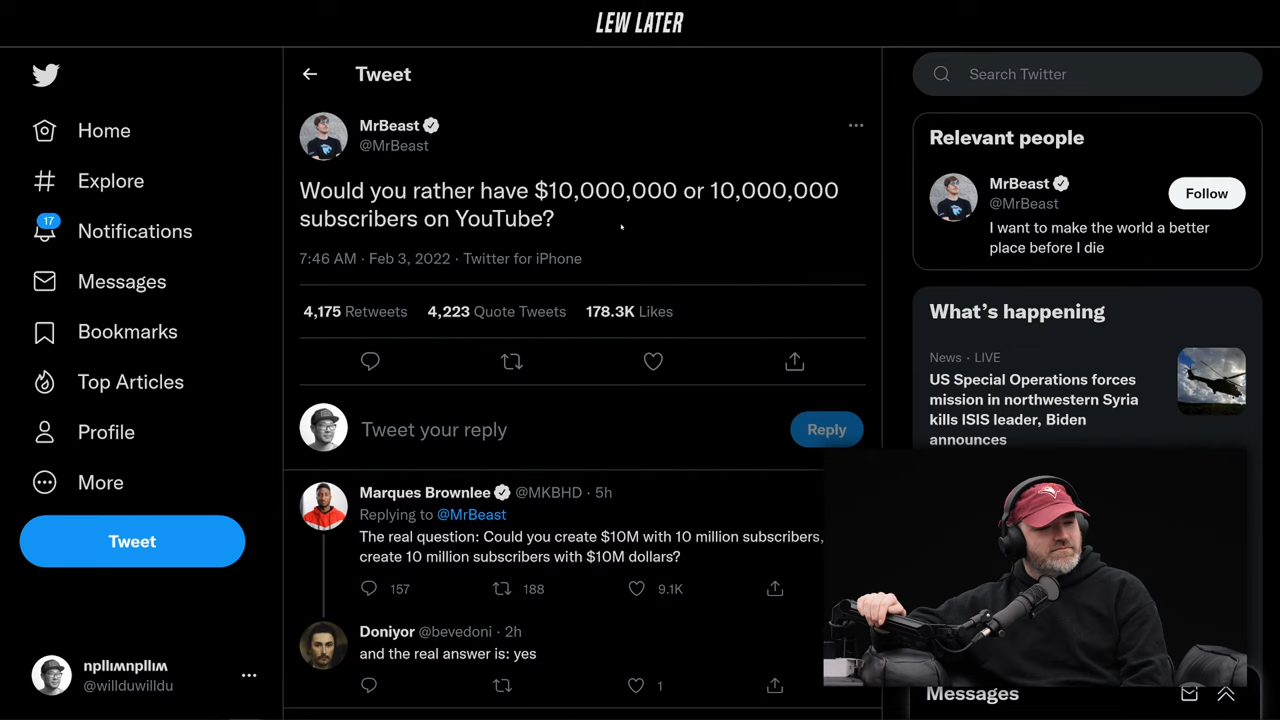 LEW LATER
Tweet
Search Twitter
Home
Explore
17
Notifications
Messages
Bookmarks
Top Articles
Profile
More
Tweet
@willduwilldu
MrBeast
@MrBeast
Would you rather have $10,000,000 or 10,000,000
subscribers on YouTube?
7:46 AM · Feb 3, 2022 · Twitter for iPhone
4,175 Retweets 4,223 Quote Tweets 178.3K Likes
Tweet your reply
Reply
Marques Brownlee @MKBHD · 5h
Replying to @MrBeast
The real question: Could you create $10M with 10 million subscribers,
create 10 million subscribers with $10M dollars?
157 188 9.1K
Doniyor @bevedoni · 2h
and the real answer is: yes
1
Relevant people
MrBeast
@MrBeast
Follow
I want to make the world a better
place before I die
What's happening
News · LIVE
US Special Operations forces
mission in northwestern Syria
kills ISIS leader, Biden
announces
Messages